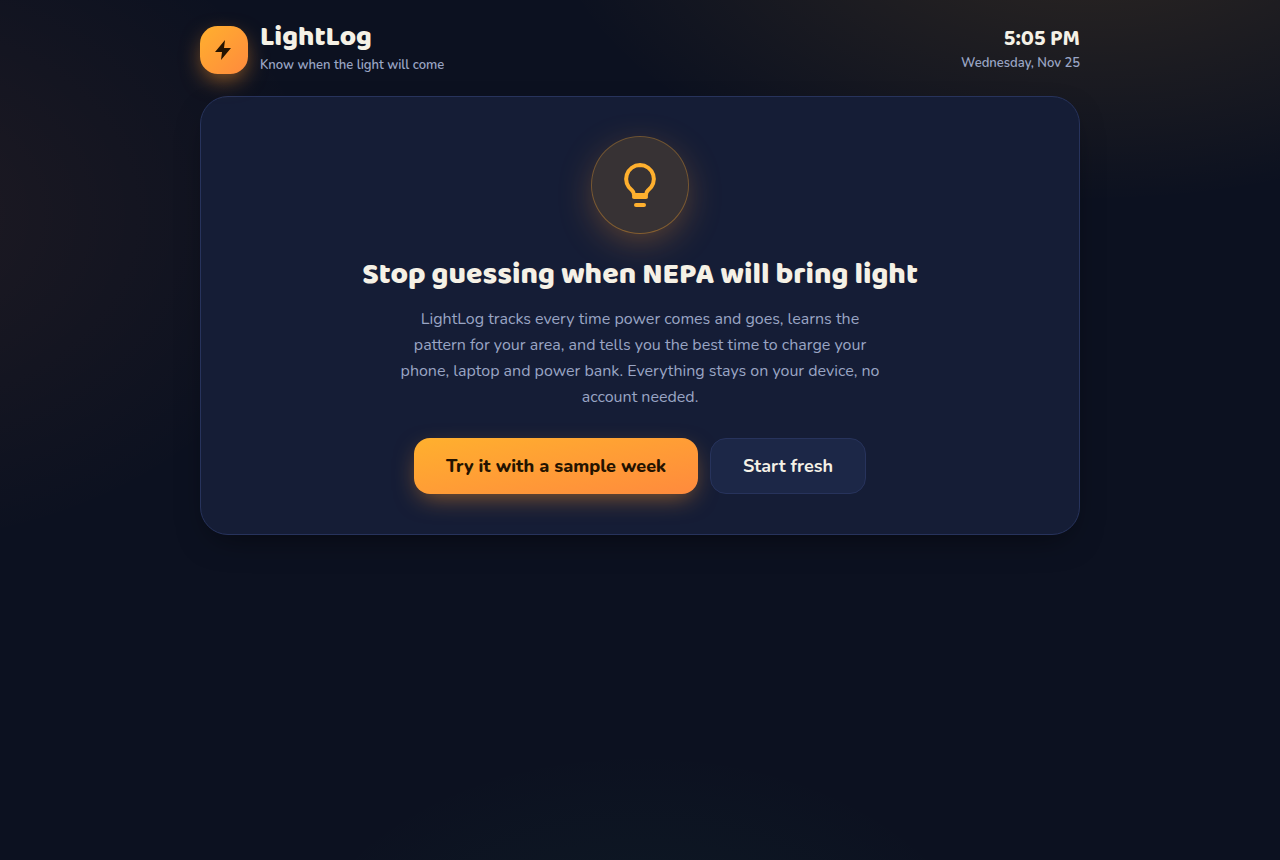 LightLog
Know when the light will come
5:05 PM
Wednesday, Nov 25
Stop guessing when NEPA will bring light
LightLog tracks every time power comes and goes, learns the
pattern for your area, and tells you the best time to charge your
phone, laptop and power bank. Everything stays on your device, no
account needed.
Try it with a sample week
Start fresh